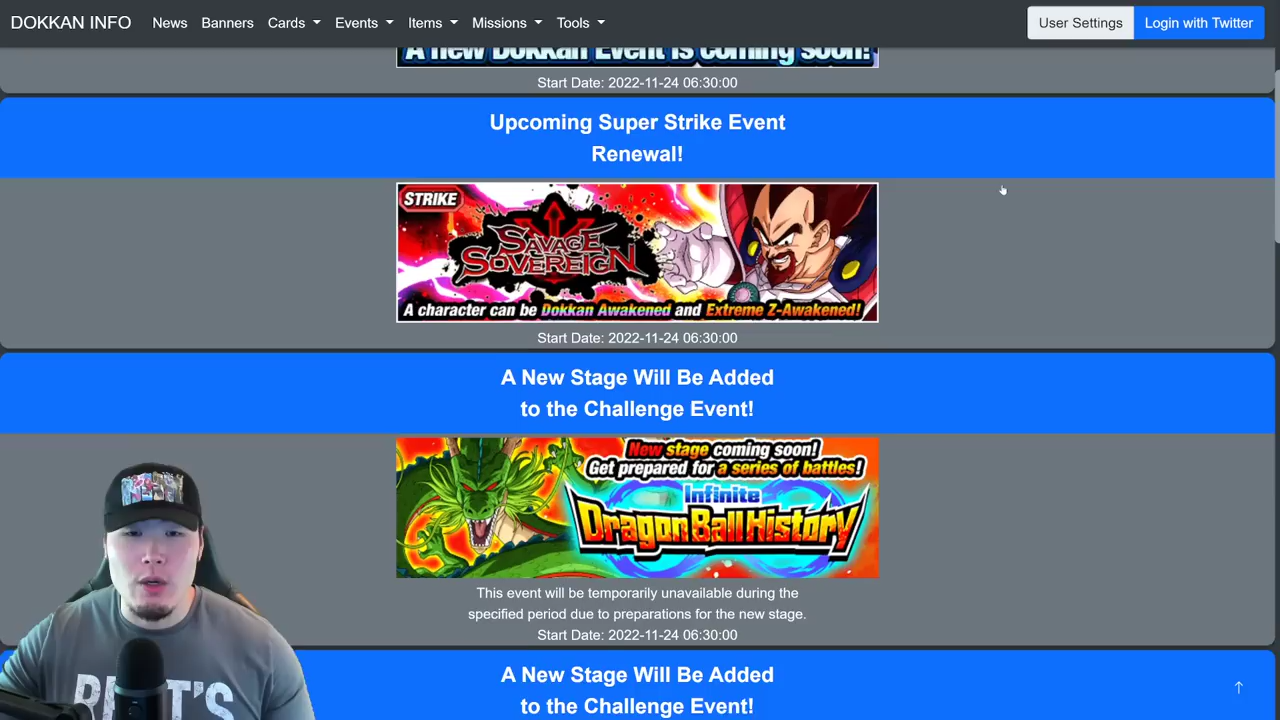 DOKKAN INFO News Banners Cards Events Items Missions Tools User Settings Login with Twitter
A new Dokkan Event is coming soon!
Start Date: 2022-11-24 06:30:00
Upcoming Super Strike Event
Renewal!
STRIKE
SAVAGE
SOVEREIGN
A character can be Dokkan Awakened and Extreme Z-Awakened!
Start Date: 2022-11-24 06:30:00
A New Stage Will Be Added
to the Challenge Event!
New stage coming soon!
Get prepared for a series of battles!
Infinite
Dragon Ball History
This event will be temporarily unavailable during the
specified period due to preparations for the new stage.
Start Date: 2022-11-24 06:30:00
A New Stage Will Be Added
to the Challenge Event!